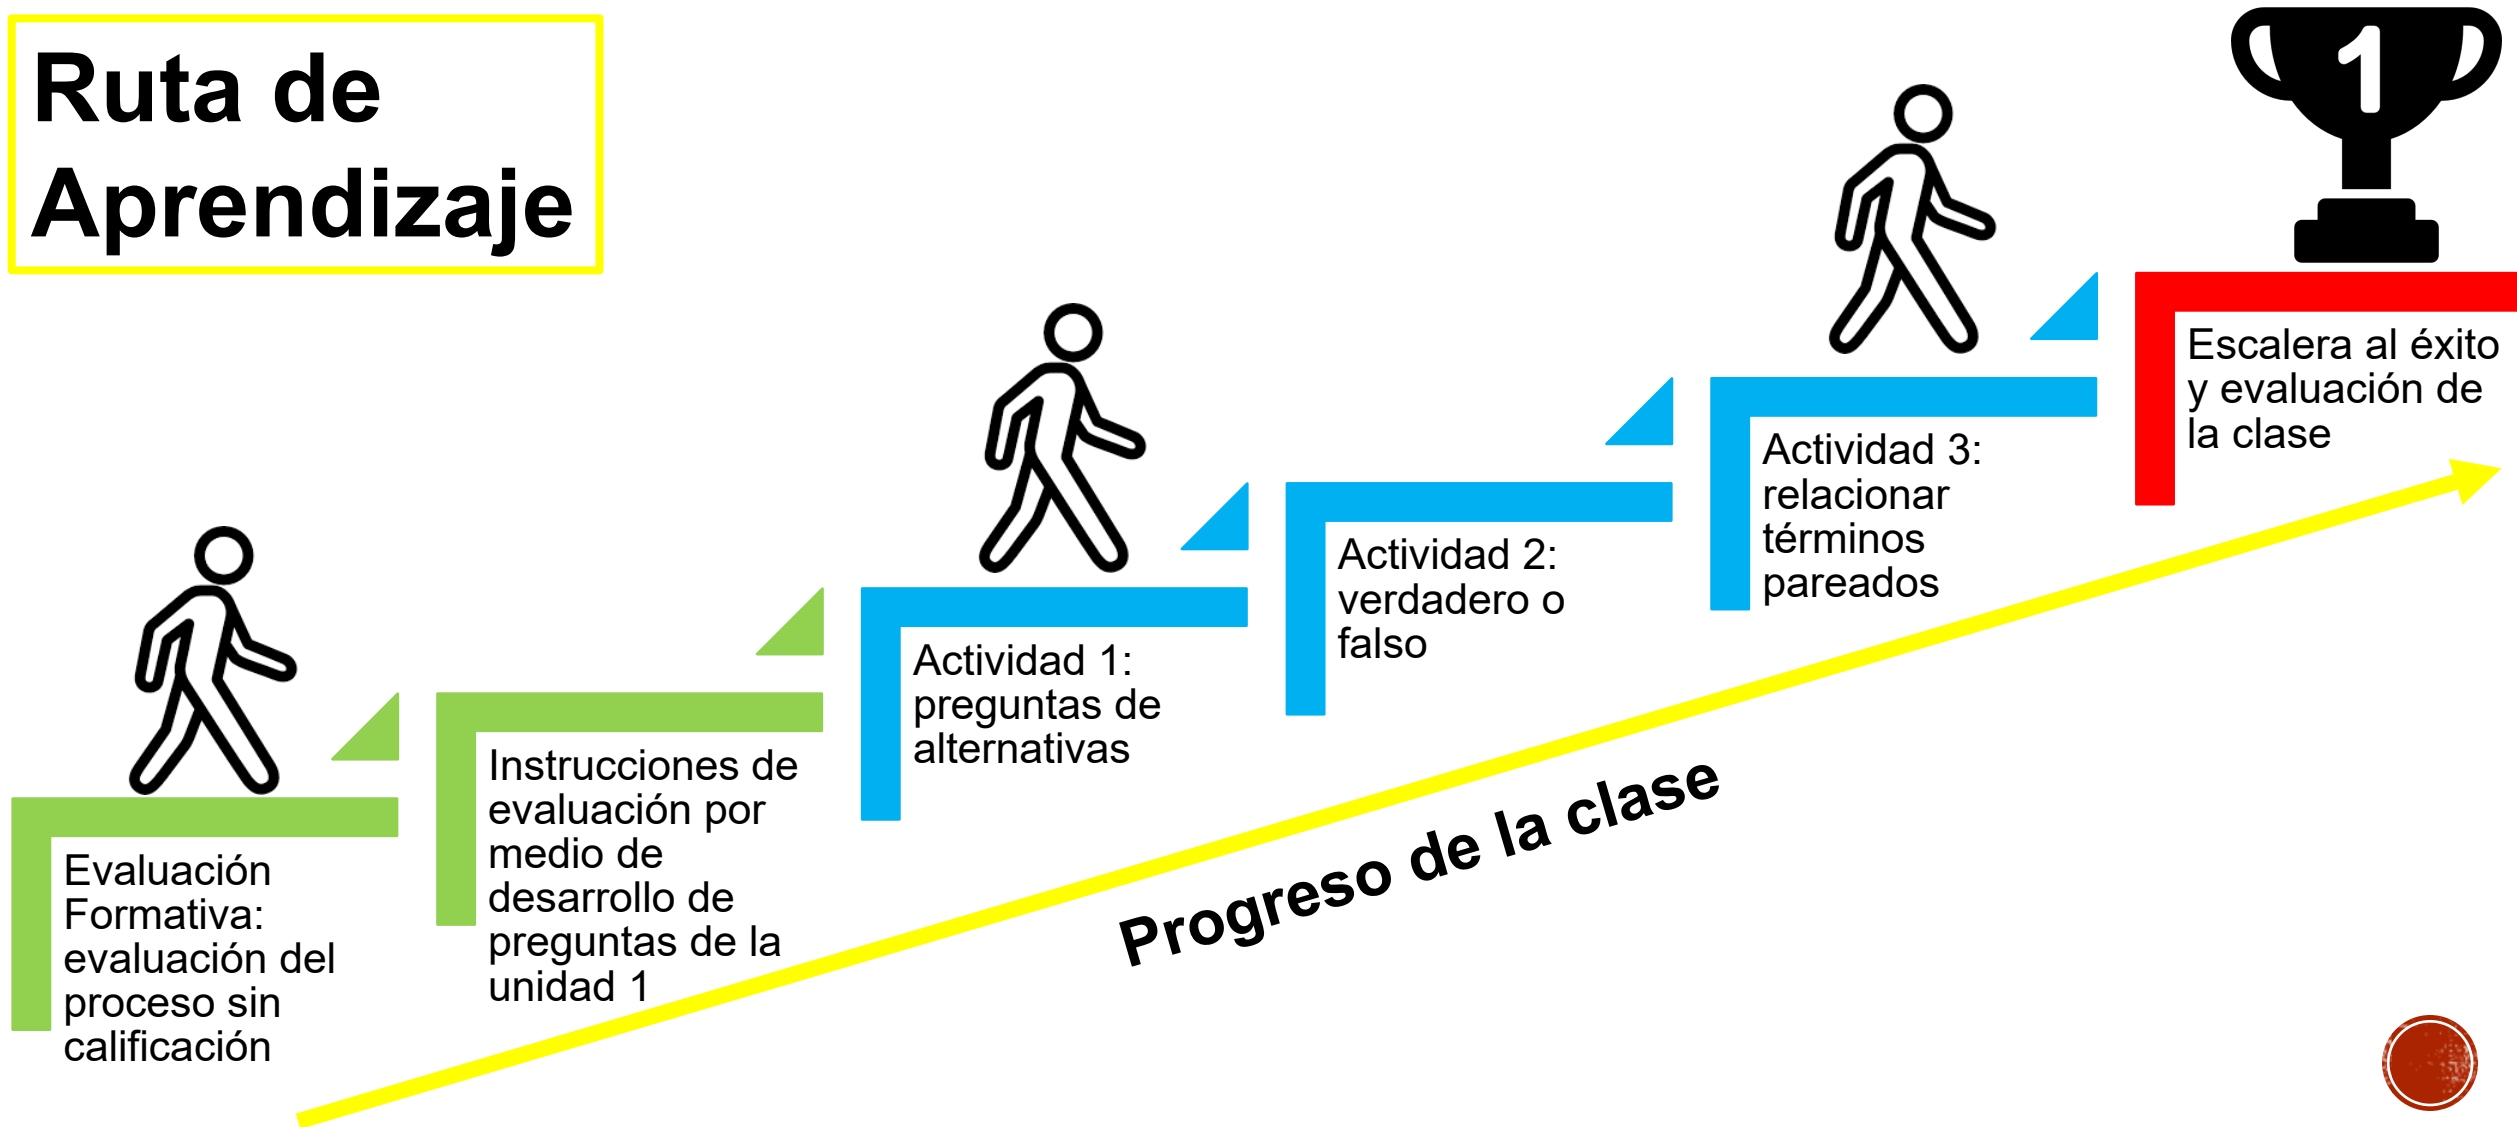 Ruta de
Aprendizaje
Evaluación
Formativa:
evaluación del
proceso sin
calificación
Instrucciones de
evaluación por
medio de
desarrollo de
preguntas de la
unidad 1
Actividad 1:
preguntas de
alternativas
Actividad 2:
verdadero o
falso
Actividad 3:
relacionar
términos
pareados
1
Escalera al éxito
y evaluación de
la clase
Progreso de la clase